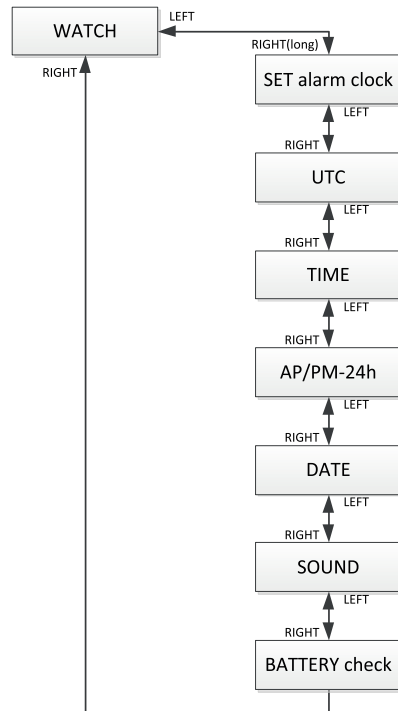 WATCH
LEFT
RIGHT
RIGHT(long)
SET alarm clock
LEFT
RIGHT
UTC
LEFT
RIGHT
TIME
LEFT
RIGHT
AP/PM-24h
LEFT
RIGHT
DATE
LEFT
RIGHT
SOUND
LEFT
RIGHT
BATTERY check